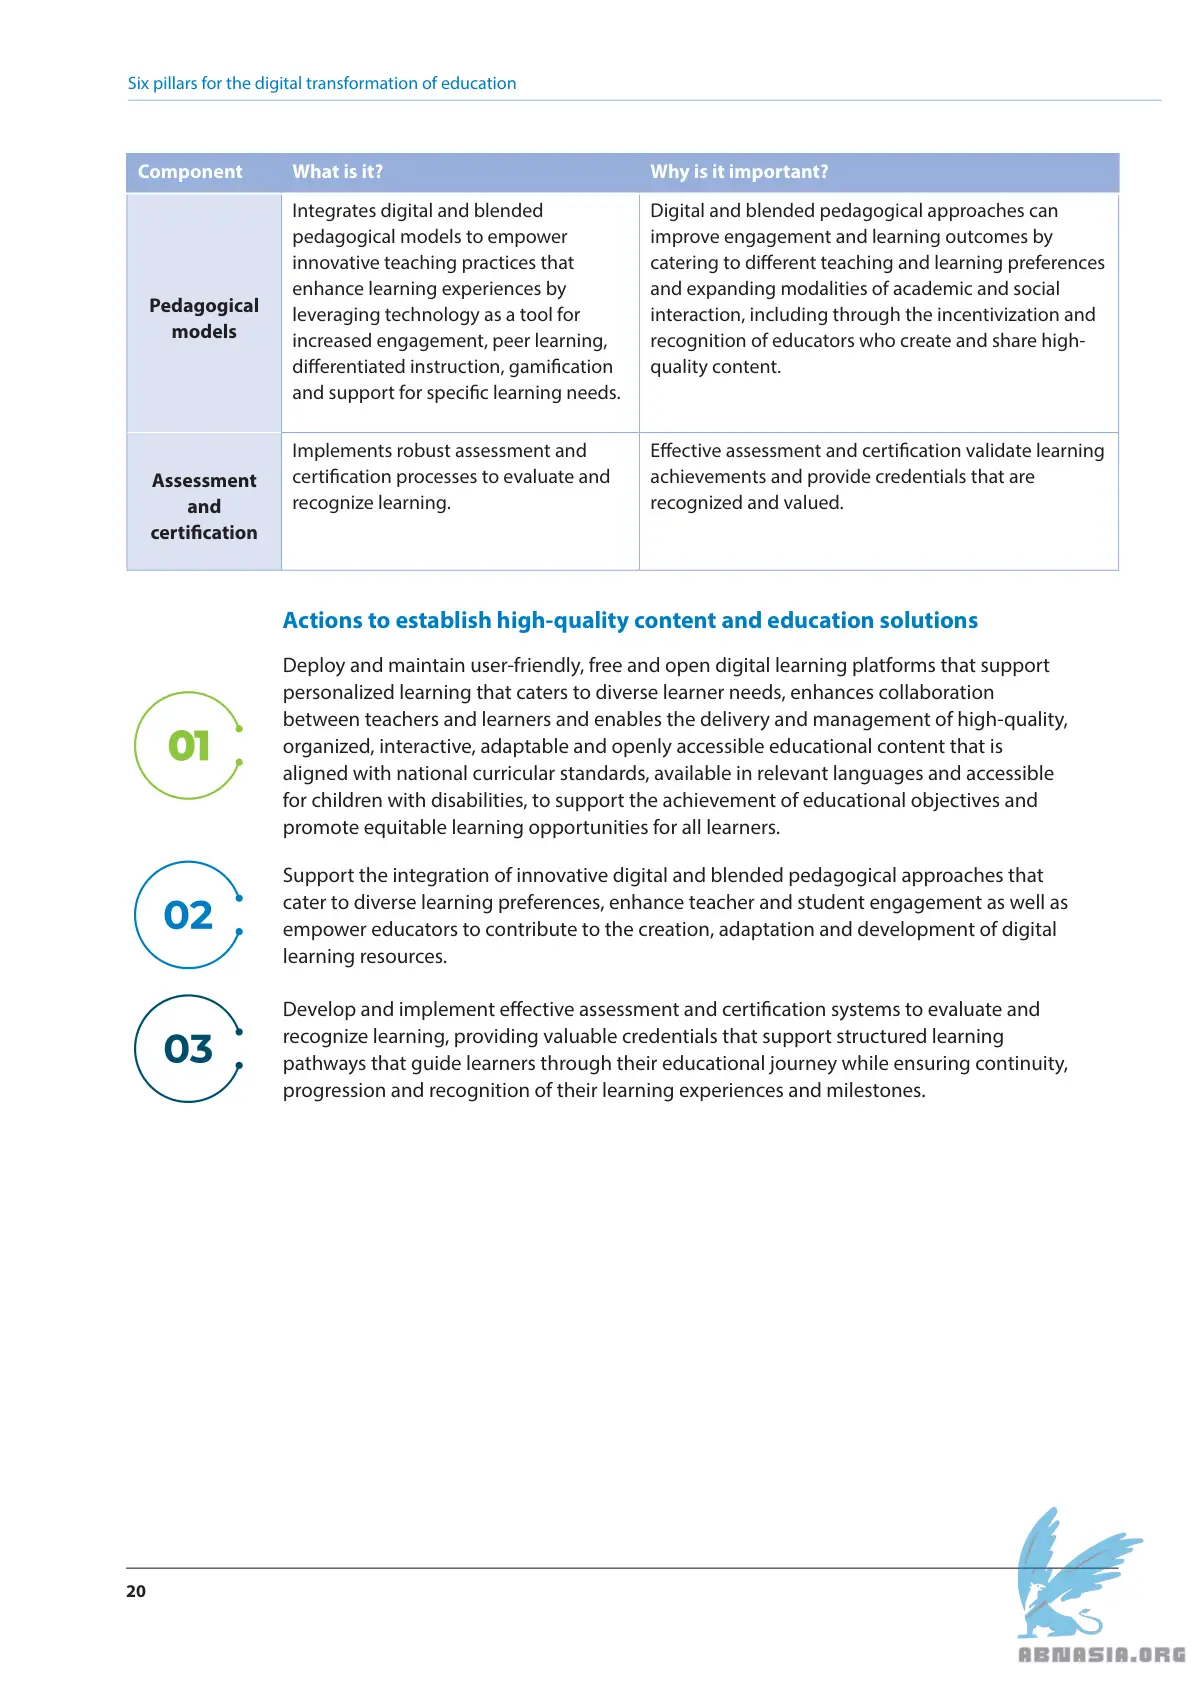 Six pillars for the digital transformation of education
Component
What is it?
Why is it important?
Pedagogical
models
Integrates digital and blended
pedagogical models to empower
innovative teaching practices that
enhance learning experiences by
leveraging technology as a tool for
increased engagement, peer learning,
differentiated instruction, gamification
and support for specific learning needs.
Digital and blended pedagogical approaches can
improve engagement and learning outcomes by
catering to different teaching and learning preferences
and expanding modalities of academic and social
interaction, including through the incentivization and
recognition of educators who create and share high-
quality content.
Assessment
and
certification
Implements robust assessment and
certification processes to evaluate and
recognize learning.
Effective assessment and certification validate learning
achievements and provide credentials that are
recognized and valued.
Actions to establish high-quality content and education solutions
01
Deploy and maintain user-friendly, free and open digital learning platforms that support
personalized learning that caters to diverse learner needs, enhances collaboration
between teachers and learners and enables the delivery and management of high-quality,
organized, interactive, adaptable and openly accessible educational content that is
aligned with national curricular standards, available in relevant languages and accessible
for children with disabilities, to support the achievement of educational objectives and
promote equitable learning opportunities for all learners.
02
Support the integration of innovative digital and blended pedagogical approaches that
cater to diverse learning preferences, enhance teacher and student engagement as well as
empower educators to contribute to the creation, adaptation and development of digital
learning resources.
03
Develop and implement effective assessment and certification systems to evaluate and
recognize learning, providing valuable credentials that support structured learning
pathways that guide learners through their educational journey while ensuring continuity,
progression and recognition of their learning experiences and milestones.
20
ABNASIA.ORG